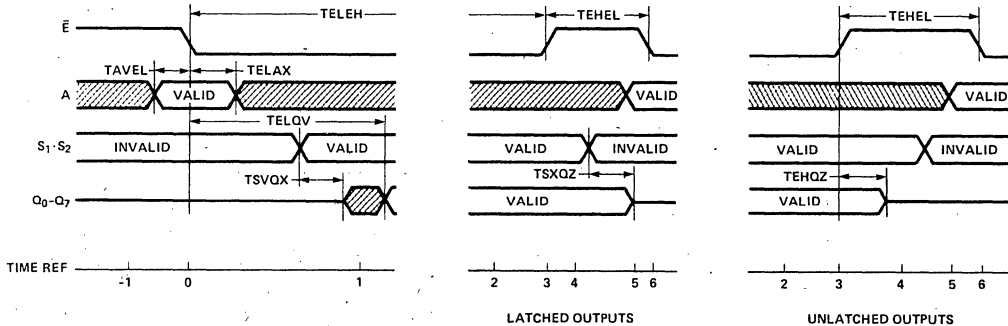 TELEH TEHEL TEHEL
Ē
TAVEL TELAX
A VALID VALID VALID
TELQV
S₁·S₂ INVALID VALID VALID INVALID VALID INVALID
TSVQX TSXQZ TEHQZ
Q₀-Q₇ VALID VALID
TIME REF -1 0 1 2 3 4 5 6 2 3 4 5 6
LATCHED OUTPUTS UNLATCHED OUTPUTS